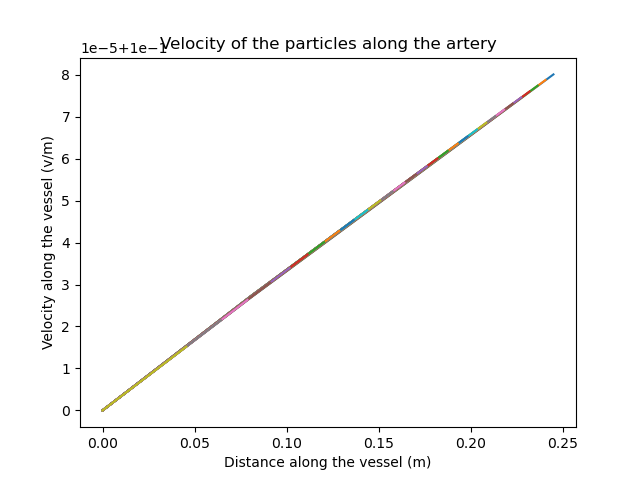 1e−5+1e−1
Velocity of the particles along the artery
8
7
6
5
4
3
2
1
0
Velocity along the vessel (v/m)
0.00 0.05 0.10 0.15 0.20 0.25
Distance along the vessel (m)